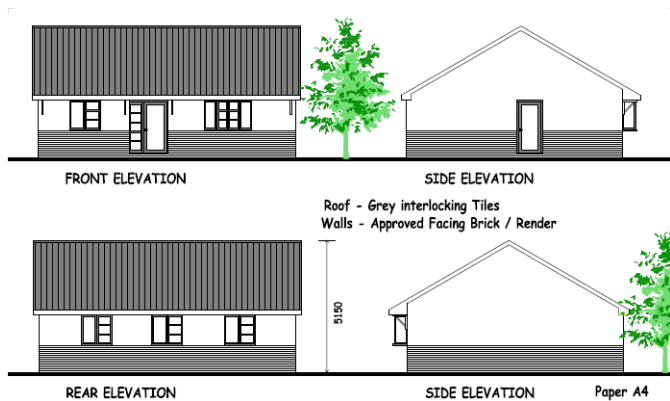 FRONT ELEVATION
SIDE ELEVATION
Roof - Grey interlocking Tiles
Walls - Approved Facing Brick / Render
5150
REAR ELEVATION
SIDE ELEVATION
Paper A4